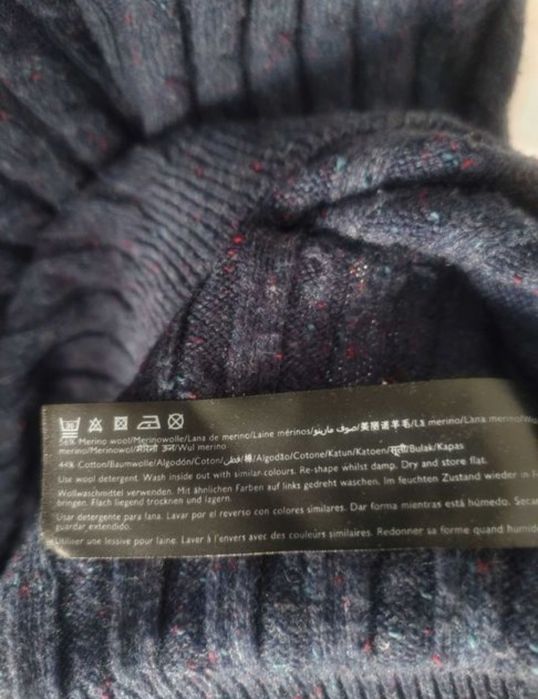 56% Merino wool/Merinowolle/Lana de merino/Laine mérinos/صوف مارينو/美丽诺羊毛/Lã merino/Lana merino/
merino/Merinowol/मेरिनो ऊन/Wul merino
44% Cotton/Baumwolle/Algodón/Coton/قطن/棉/Algodão/Cotone/Katun/Katoen/सूती/Bulak/Kapas
Use wool detergent. Wash inside out with similar colours. Re-shape whilst damp. Dry and store flat.
Wollwaschmittel verwenden. Mit ähnlichen Farben auf links gedreht waschen. Im feuchten Zustand wieder in
bringen. Flach liegend trocknen und lagern.
Usar detergente para lana. Lavar por el reverso con colores similares. Dar forma mientras está húmedo.
guardar extendido.
Utiliser une lessive pour laine. Laver à l'envers avec des couleurs similaires. Redonner sa forme quand